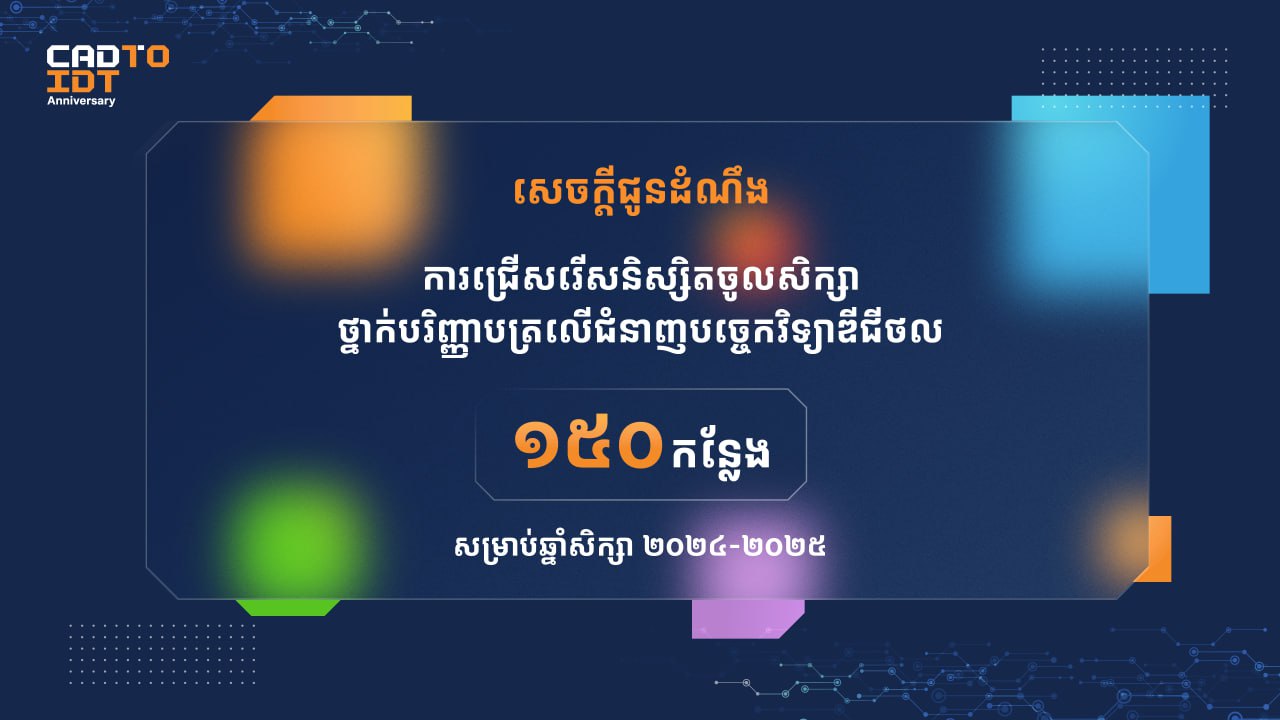 CADTO
IDT
Anniversary
សេចក្តីជូនដំណឹង
ការជ្រើសរើសនិស្សិតចូលសិក្សា
ថ្នាក់បរិញ្ញាបត្រលើជំនាញបច្ចេកវិទ្យាឌីជីថល
១៥០ កន្លែង
សម្រាប់ឆ្នាំសិក្សា ២០២៤-២០២៥